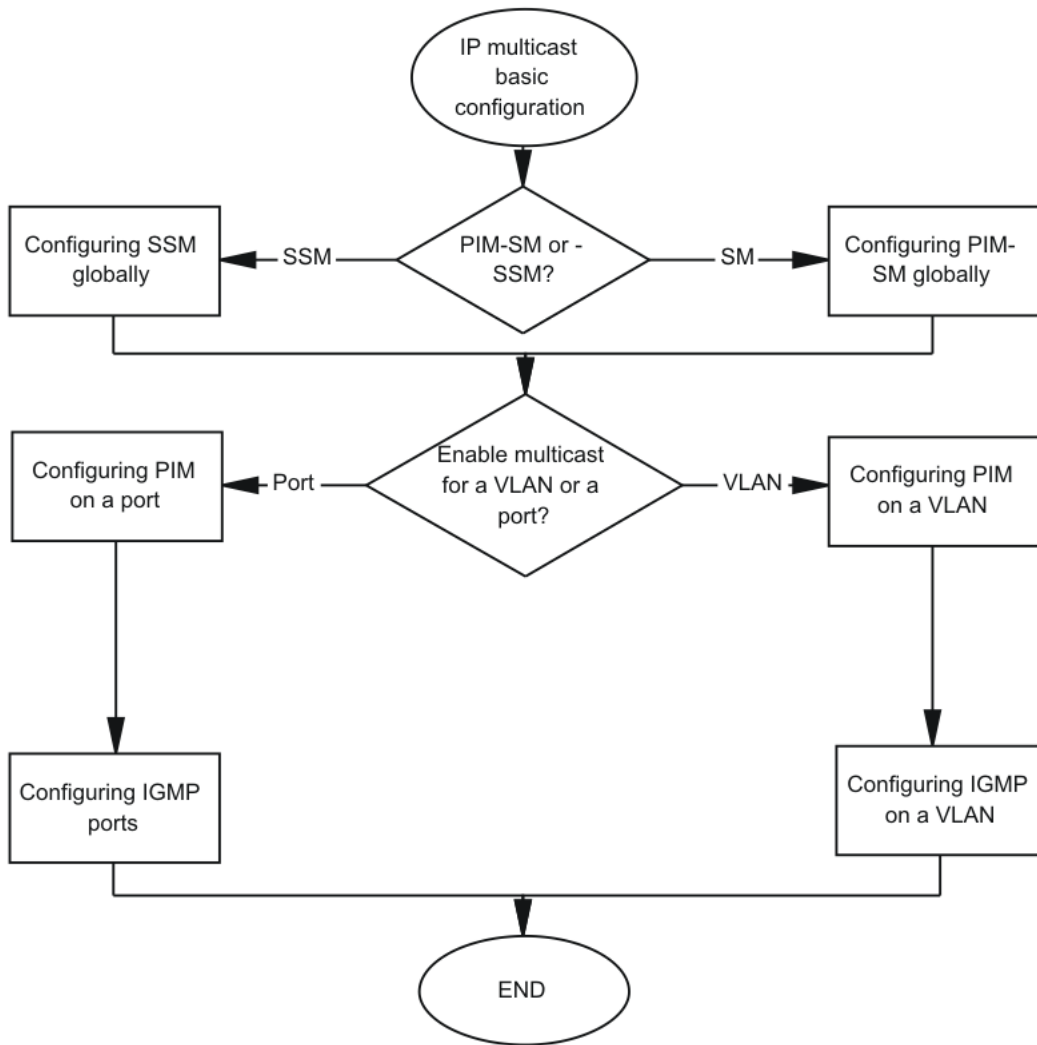 IP multicast
basic
configuration
Configuring SSM
globally
SSM
PIM-SM or -
SSM?
SM
Configuring PIM-
SM globally
Configuring PIM
on a port
Port
Enable multicast
for a VLAN or a
port?
VLAN
Configuring PIM
on a VLAN
Configuring IGMP
ports
Configuring IGMP
on a VLAN
END